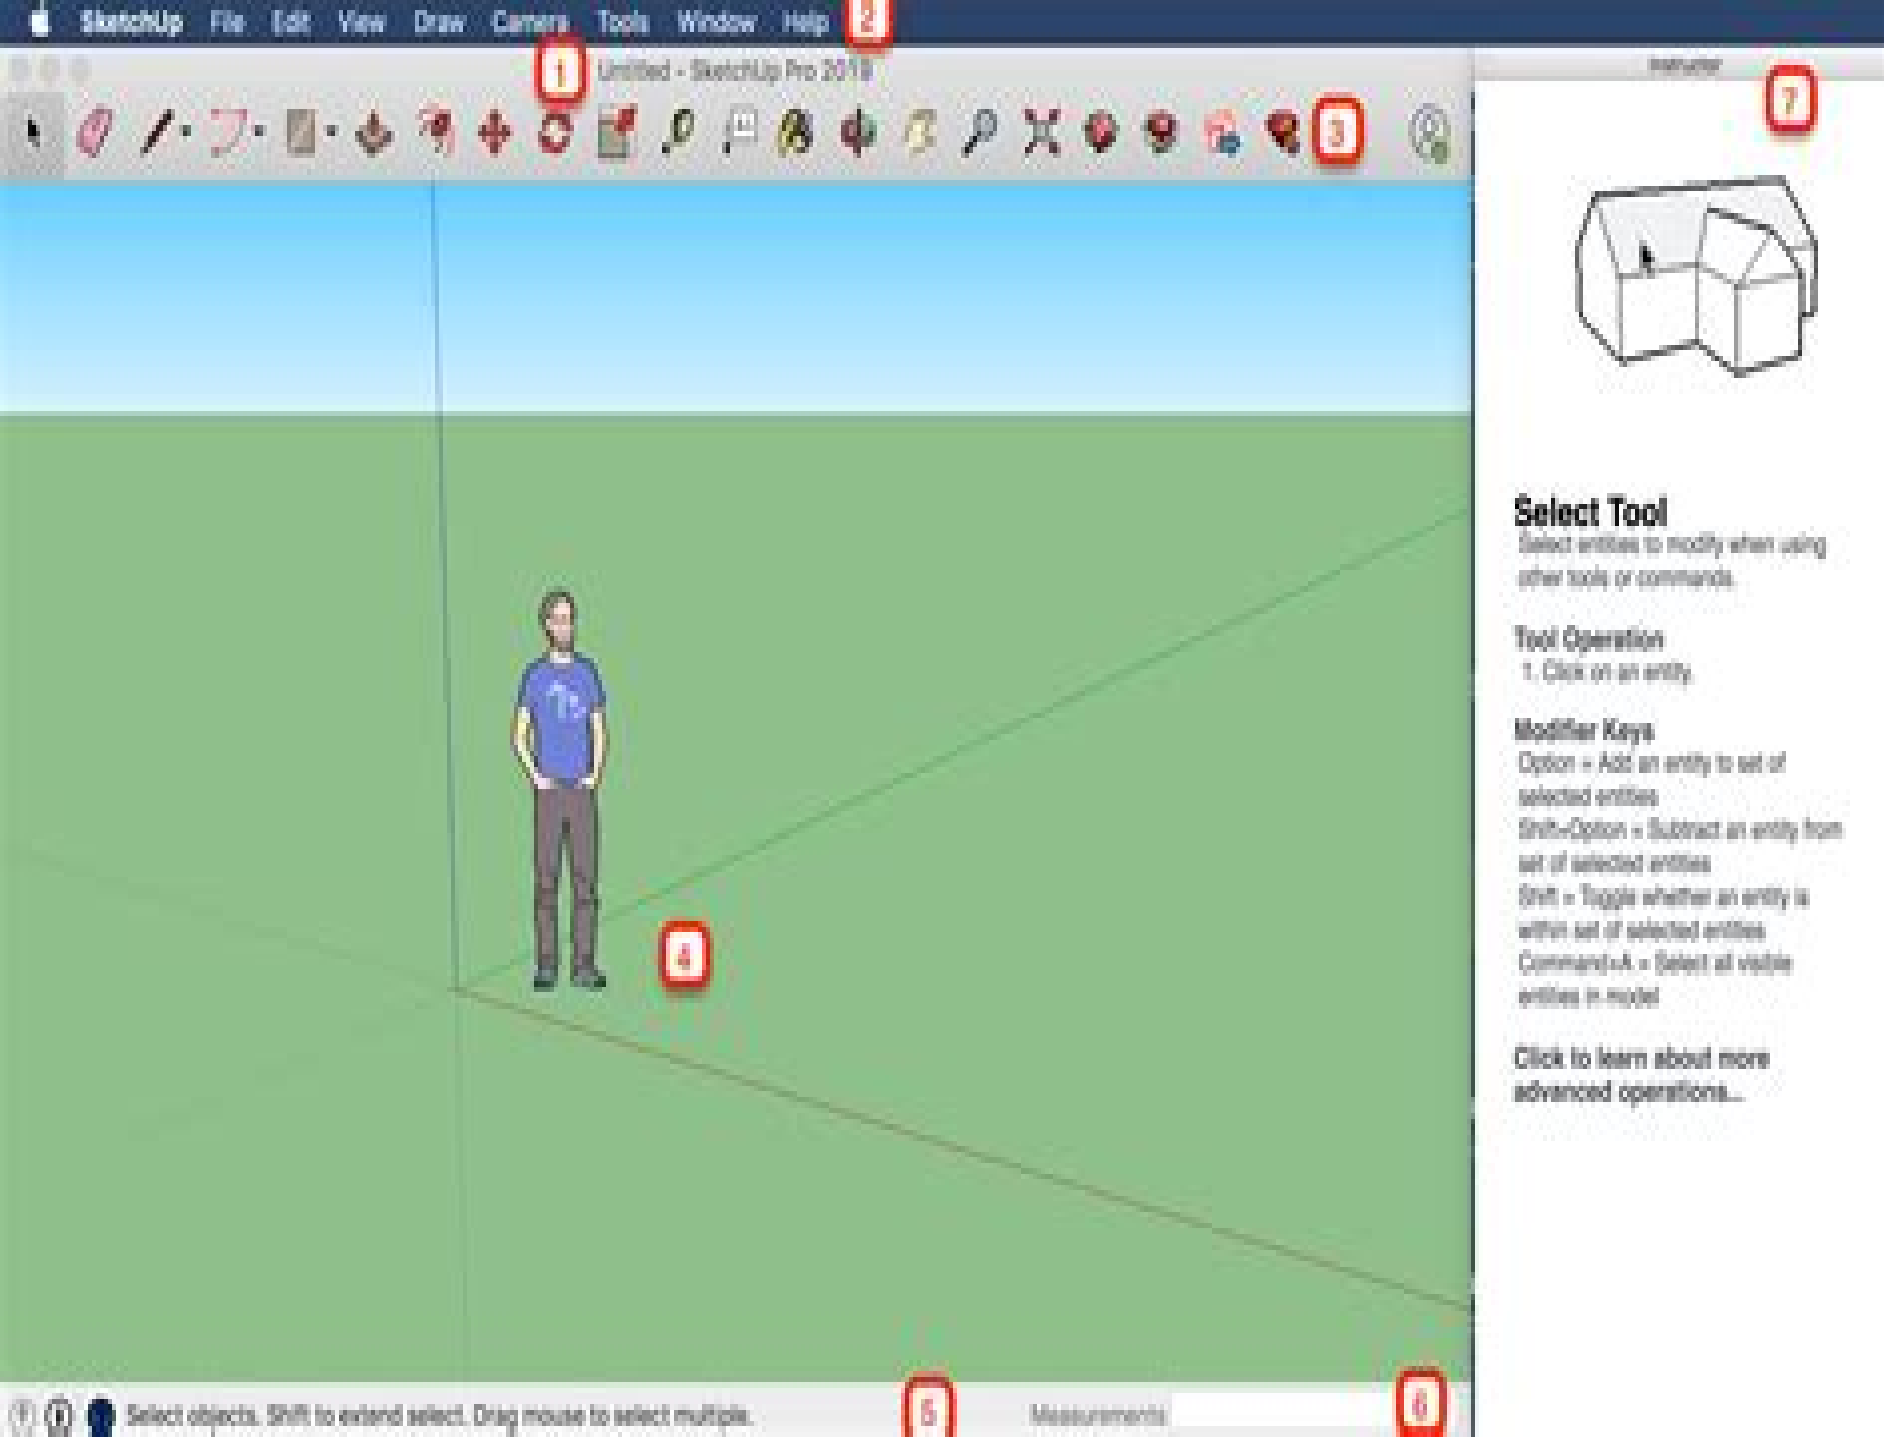 SketchUp File Edit View Draw Camera Tools Window Help 2
1 Untitled - SketchUp Pro 2019
Instructor
7
3
Select Tool
Select entities to modify when using
other tools or commands.
Tool Operation
1. Click on an entity.
Modifier Keys
Option = Add an entity to set of
selected entities
Shift+Option = Subtract an entity from
set of selected entities
Shift = Toggle whether an entity is
within set of selected entities
Command+A = Select all visible
entities in model
Click to learn about more
advanced operations...
4
Select objects. Shift to extend select. Drag mouse to select multiple. 5 Measurements 6